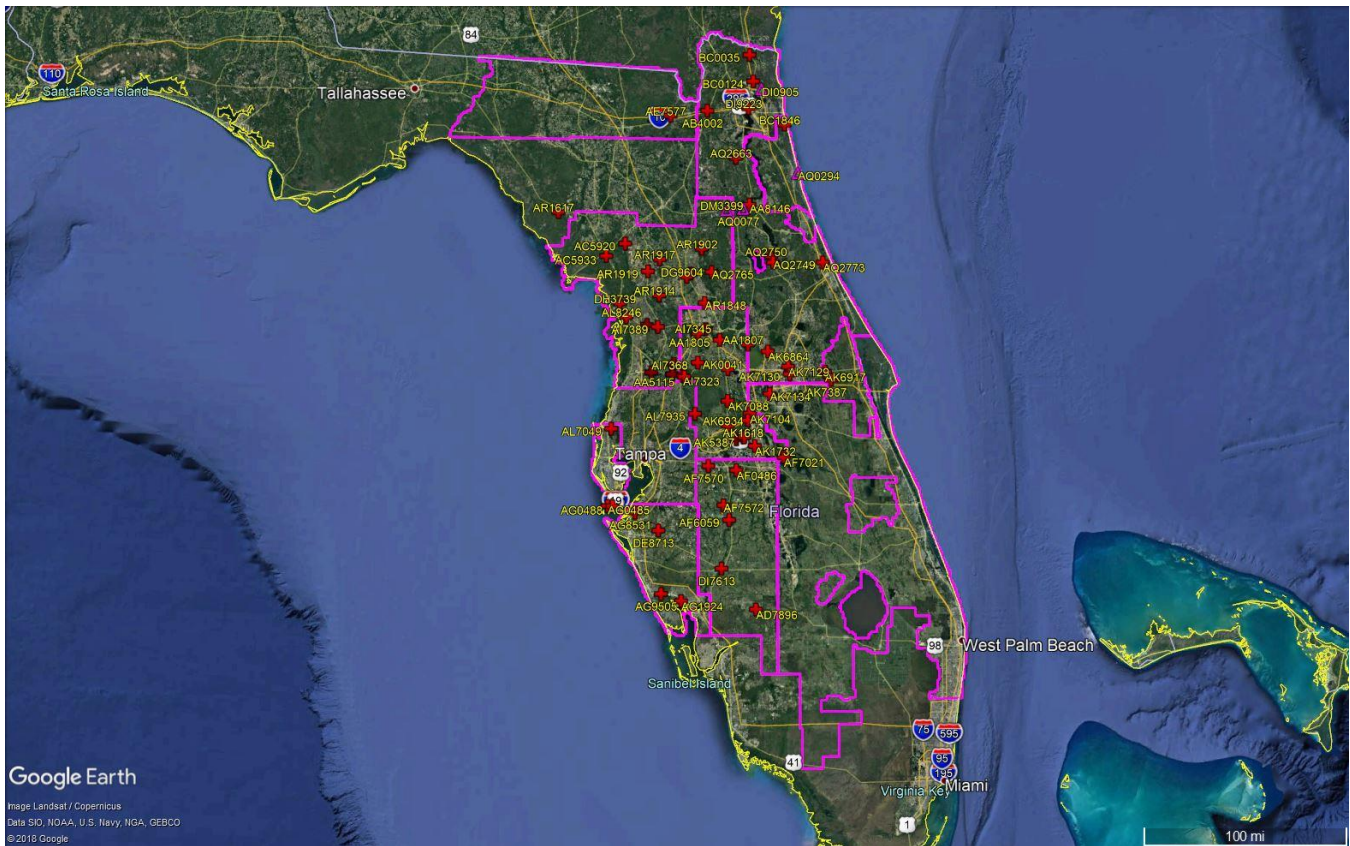 84
110
Santa Rosa Island
Tallahassee
BC0035
BC0124
DI0905
DI9223
AE7577
10
AB4002
BC1846
AQ2663
AQ0294
AR1617
DM3399
AA8146
AQ0077
AC5920
AR1902
AC5933
AR1917
AQ2750
AQ2749
AQ2773
AR1919
DG9604
AQ2765
AR1914
DH3739
AR1848
AL8246
AI7389
AI7345
AA1805
AA1807
AK6864
AI7368
AK0041
AA5115
AI7323
AK7130
AK7129
AK6917
AK7134
AK7387
AK7088
AL7935
AK6934
AK7104
AL7049
AK1618
AK5387
AK1732
4
Tampa
AF7021
92
AF7570
AF0486
AG0488
AG0485
AF7572
Florida
AG8531
AF6059
DE8713
DI7613
AG9505
AG1924
AD7896
98
West Palm Beach
Sanibel Island
75
595
41
95
195
Miami
Virginia Key
1
Google Earth
Image Landsat / Copernicus
Data SIO, NOAA, U.S. Navy, NGA, GEBCO
© 2018 Google
100 mi